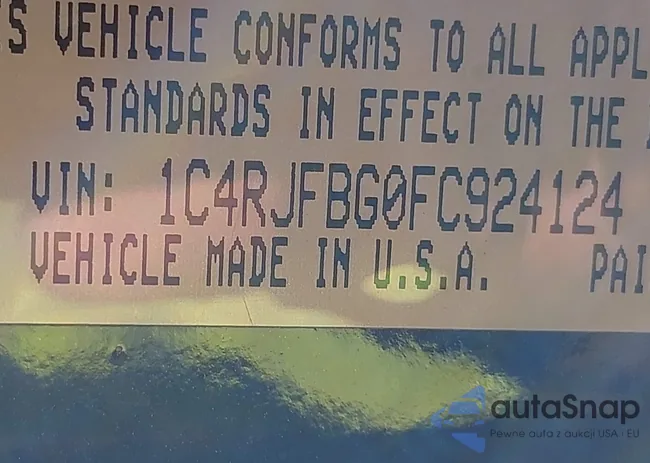 S VEHICLE CONFORMS TO ALL APPL
STANDARDS IN EFFECT ON THE
VIN: 1C4RJFBG0FC924124
VEHICLE MADE IN U.S.A. PAI
autaSnap
Pewne auta z aukcji USA i EU